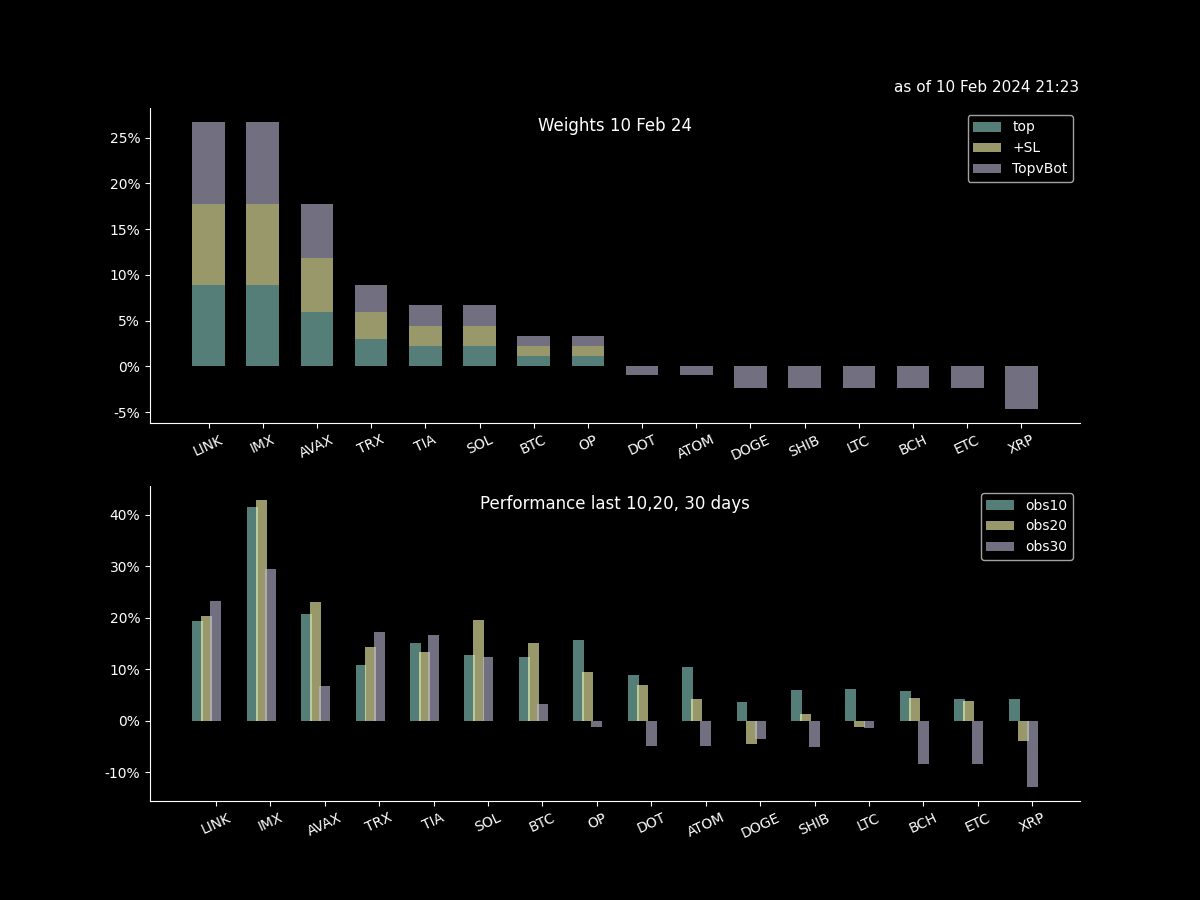 as of 10 Feb 2024 21:23
Weights 10 Feb 24
top
+SL
TopvBot
25%
20%
15%
10%
5%
0%
-5%
LINK IMX AVAX TRX TIA SOL BTC OP DOT ATOM DOGE SHIB LTC BCH ETC XRP
Performance last 10,20, 30 days
obs10
obs20
obs30
40%
30%
20%
10%
0%
-10%
LINK IMX AVAX TRX TIA SOL BTC OP DOT ATOM DOGE SHIB LTC BCH ETC XRP